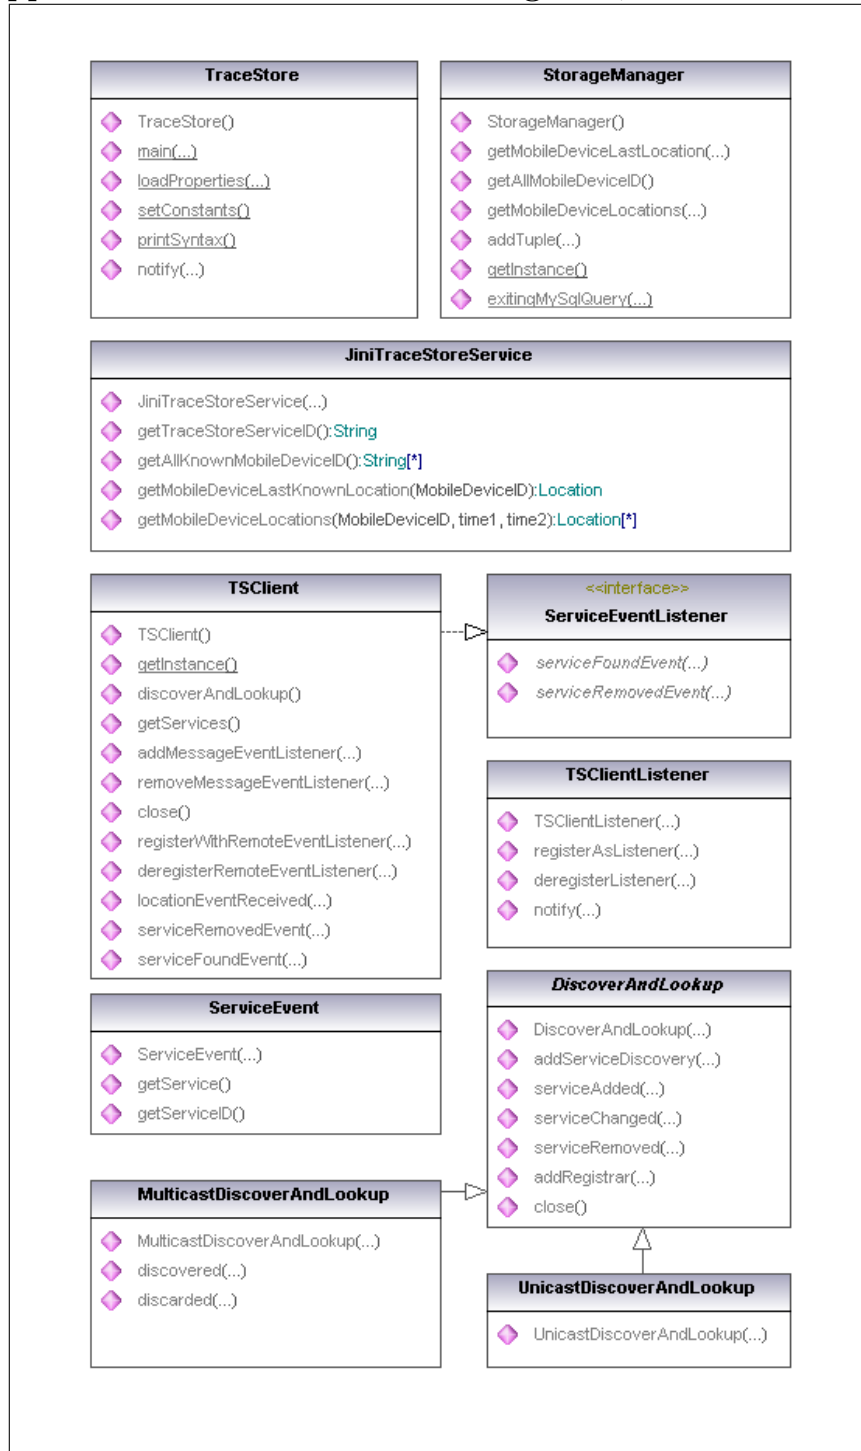 TraceStore
TraceStore()
main(...)
loadProperties(...)
setConstants()
printSyntax()
notify(...)
StorageManager
StorageManager()
getMobileDeviceLastLocation(...)
getAllMobileDeviceID()
getMobileDeviceLocations(...)
addTuple(...)
getInstance()
exitingMySqlQuery(...)
JiniTraceStoreService
JiniTraceStoreService(...)
getTraceStoreServiceID():String
getAllKnownMobileDeviceID():String[*]
getMobileDeviceLastKnownLocation(MobileDeviceID):Location
getMobileDeviceLocations(MobileDeviceID, time1, time2):Location[*]
TSClient
TSClient()
getInstance()
discoverAndLookup()
getServices()
addMessageEventListener(...)
removeMessageEventListener(...)
close()
registerWithRemoteEventListener(...)
deregisterRemoteEventListener(...)
locationEventReceived(...)
serviceRemovedEvent(...)
serviceFoundEvent(...)
<<interface>>
ServiceEventListener
serviceFoundEvent(...)
serviceRemovedEvent(...)
TSClientListener
TSClientListener(...)
registerAsListener(...)
deregisterListener(...)
notify(...)
ServiceEvent
ServiceEvent(...)
getService()
getServiceID()
DiscoverAndLookup
DiscoverAndLookup(...)
addServiceDiscovery(...)
serviceAdded(...)
serviceChanged(...)
serviceRemoved(...)
addRegistrar(...)
close()
MulticastDiscoverAndLookup
MulticastDiscoverAndLookup(...)
discovered(...)
discarded(...)
UnicastDiscoverAndLookup
UnicastDiscoverAndLookup(...)